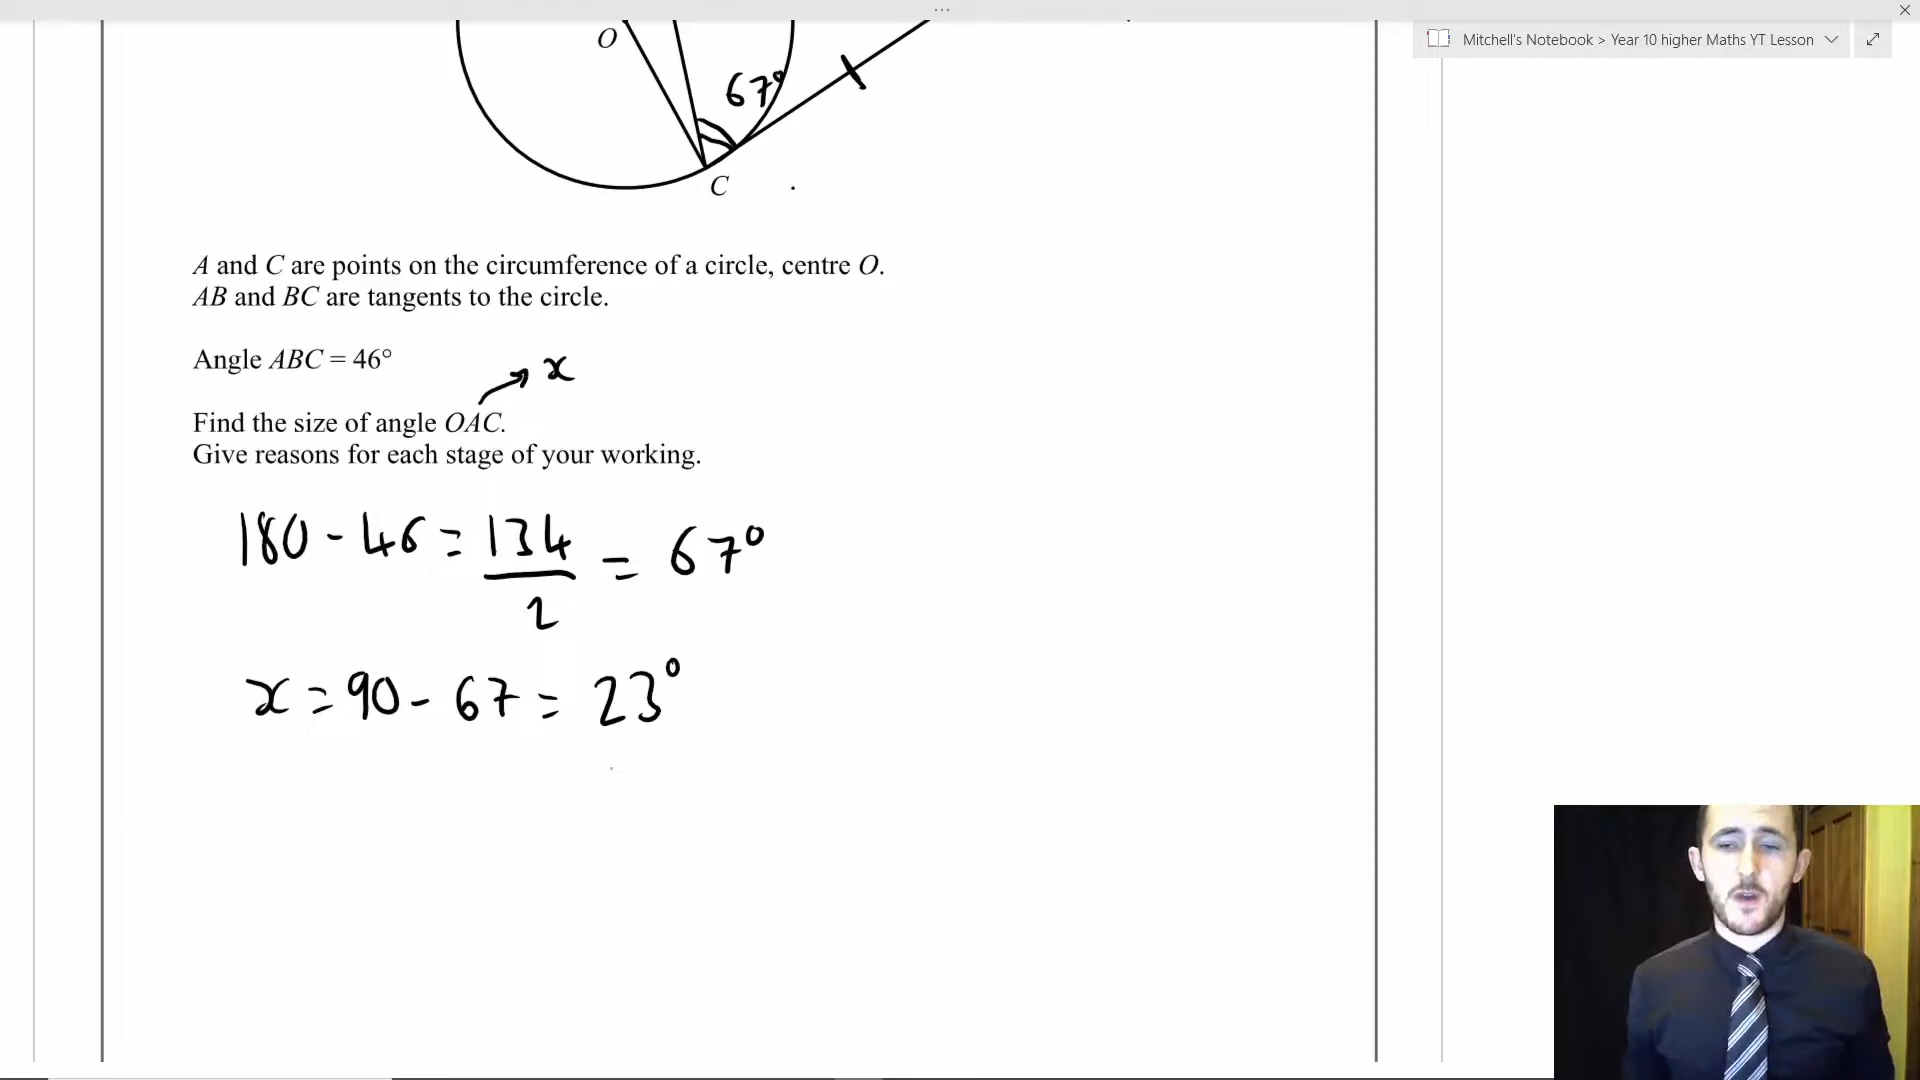 Mitchell's Notebook > Year 10 higher Maths YT Lesson
O
67°
C
A and C are points on the circumference of a circle, centre O.
AB and BC are tangents to the circle.
Angle ABC = 46°
x
Find the size of angle OAC.
Give reasons for each stage of your working.
180 - 46 = 134/2 = 67°
x = 90 - 67 = 23°